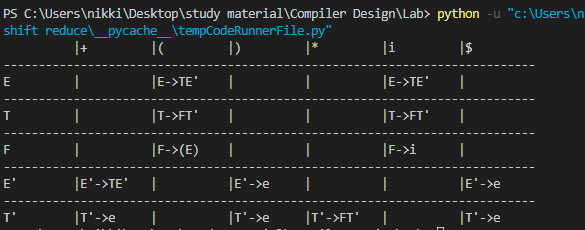 PS C:\Users\nikki\Desktop\study material\Compiler Design\Lab> python -u "c:\Users\n
shift reduce\__pycache__\tempCodeRunnerFile.py"
|+ |( |) |* |i |$
--------------------------------------------------------------------
E | |E->TE' | | |E->TE' |
--------------------------------------------------------------------
T | |T->FT' | | |T->FT' |
--------------------------------------------------------------------
F | |F->(E) | | |F->i |
--------------------------------------------------------------------
E' |E'->TE' | |E'->e | | |E'->e
--------------------------------------------------------------------
T' |T'->e | |T'->e |T'->FT' | |T'->e